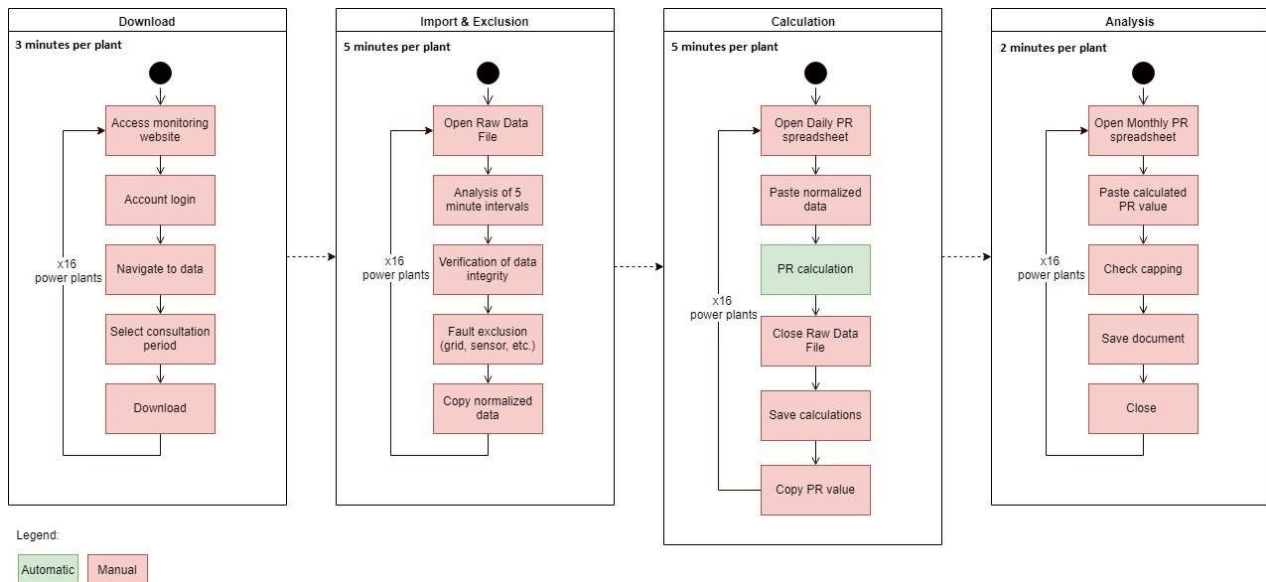 Download
3 minutes per plant
Access monitoring
website
Account login
Navigate to data
Select consultation
period
Download
x16
power plants
Import & Exclusion
5 minutes per plant
Open Raw Data
File
Analysis of 5
minute intervals
Verification of data
integrity
Fault exclusion
(grid, sensor, etc.)
Copy normalized
data
x16
power plants
Calculation
5 minutes per plant
Open Daily PR
spreadsheet
Paste normalized
data
PR calculation
Close Raw Data
File
Save calculations
Copy PR value
x16
power plants
Analysis
2 minutes per plant
Open Monthly PR
spreadsheet
Paste calculated
PR value
Check capping
Save document
Close
x16
power plants
Legend:
Automatic
Manual